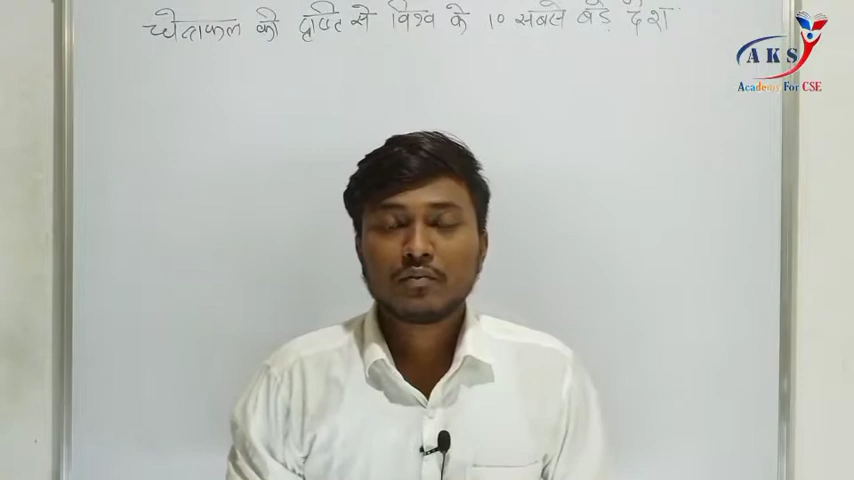 क्षेत्रफल की दृष्टि से विश्व के 10 सबसे बड़े देश
AKS
Academy For CSE